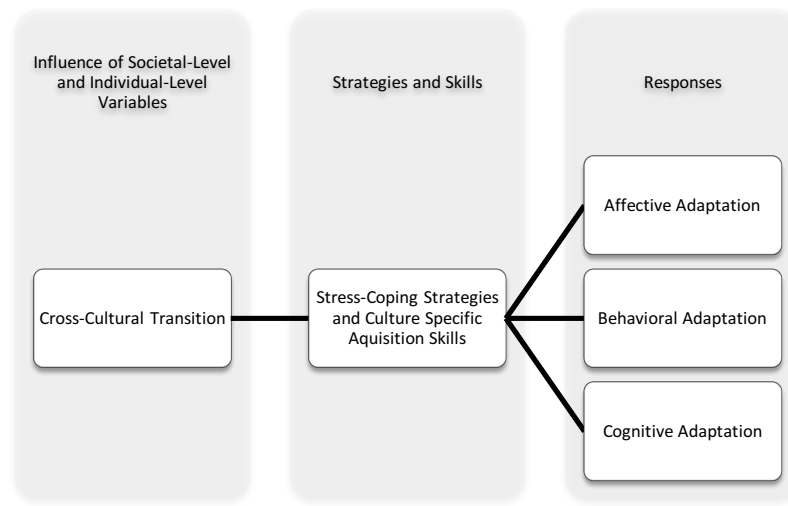 Influence of Societal-Level
and Individual-Level
Variables
Strategies and Skills
Responses
Cross-Cultural Transition
Stress-Coping Strategies
and Culture Specific
Aquisition Skills
Affective Adaptation
Behavioral Adaptation
Cognitive Adaptation